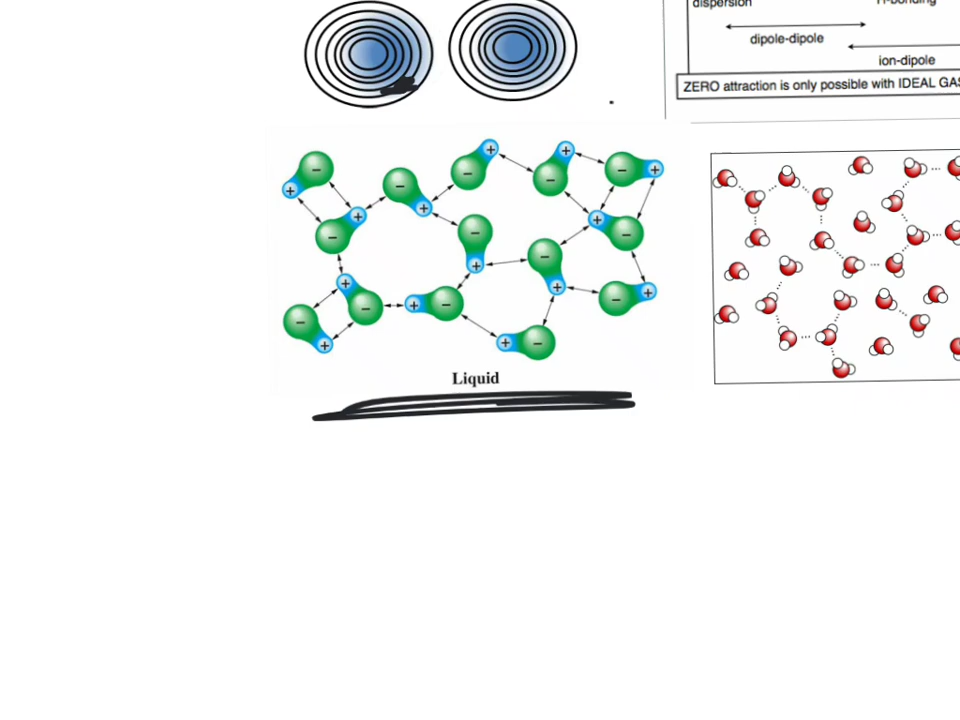 dispersion
dipole-dipole
ion-dipole
ZERO attraction is only possible with IDEAL GAS
Liquid